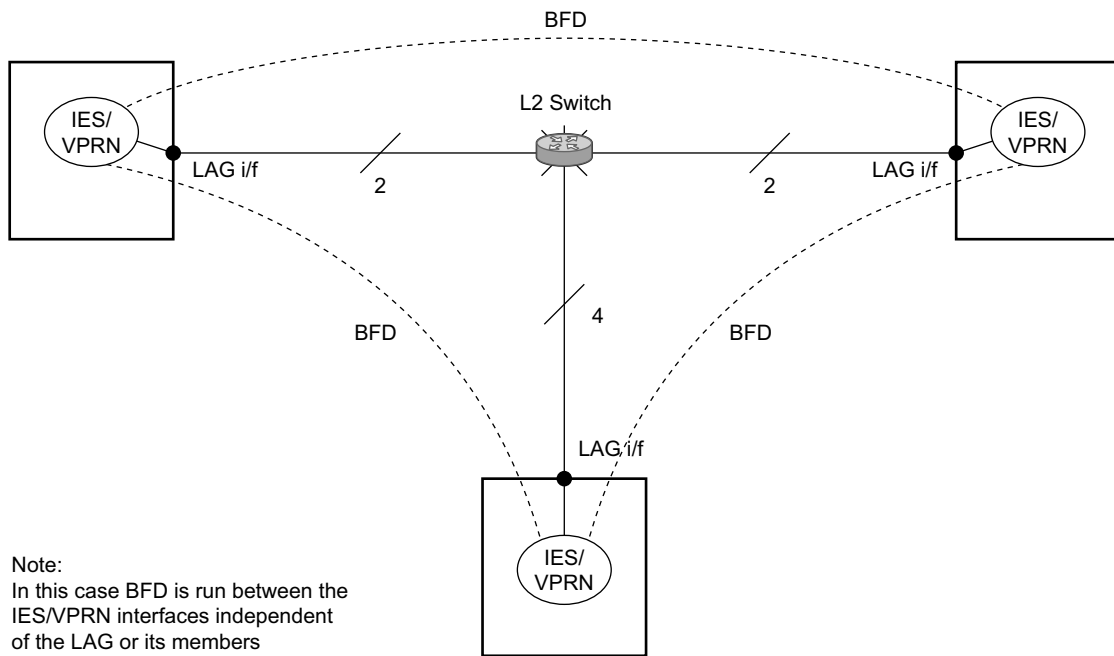 BFD
IES/
VPRN
L2 Switch
IES/
VPRN
LAG i/f
2
2
LAG i/f
4
BFD
BFD
LAG i/f
IES/
VPRN
Note:
In this case BFD is run between the
IES/VPRN interfaces independent
of the LAG or its members